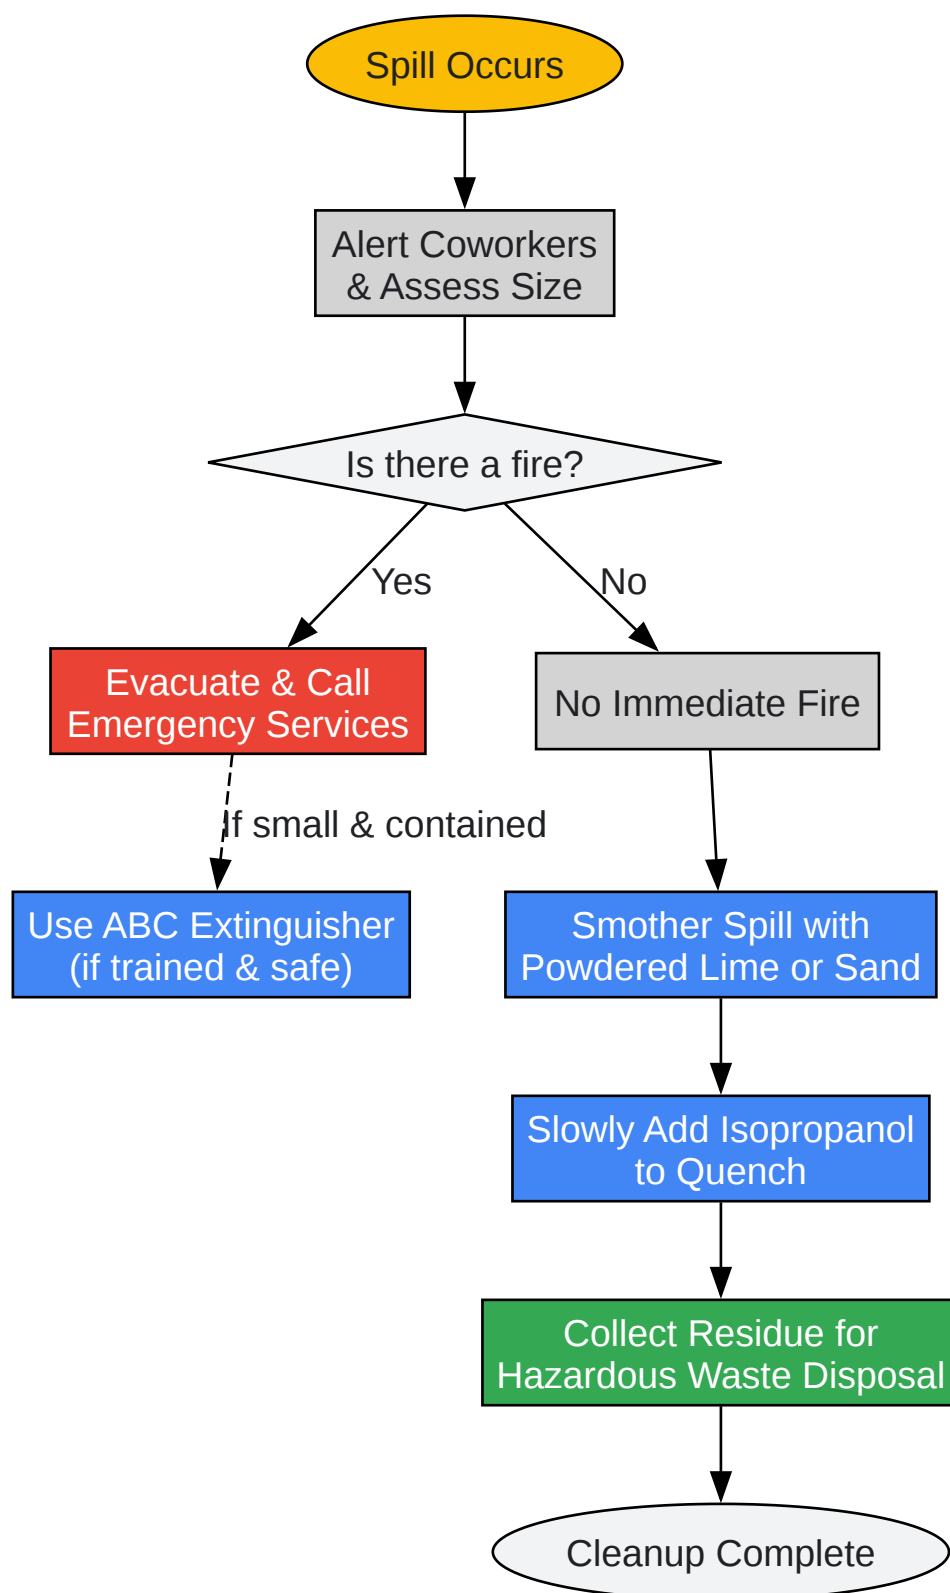 Spill Occurs
Alert Coworkers
& Assess Size
Is there a fire?
Yes
No
Evacuate & Call
Emergency Services
No Immediate Fire
If small & contained
Use ABC Extinguisher
(if trained & safe)
Smother Spill with
Powdered Lime or Sand
Slowly Add Isopropanol
to Quench
Collect Residue for
Hazardous Waste Disposal
Cleanup Complete